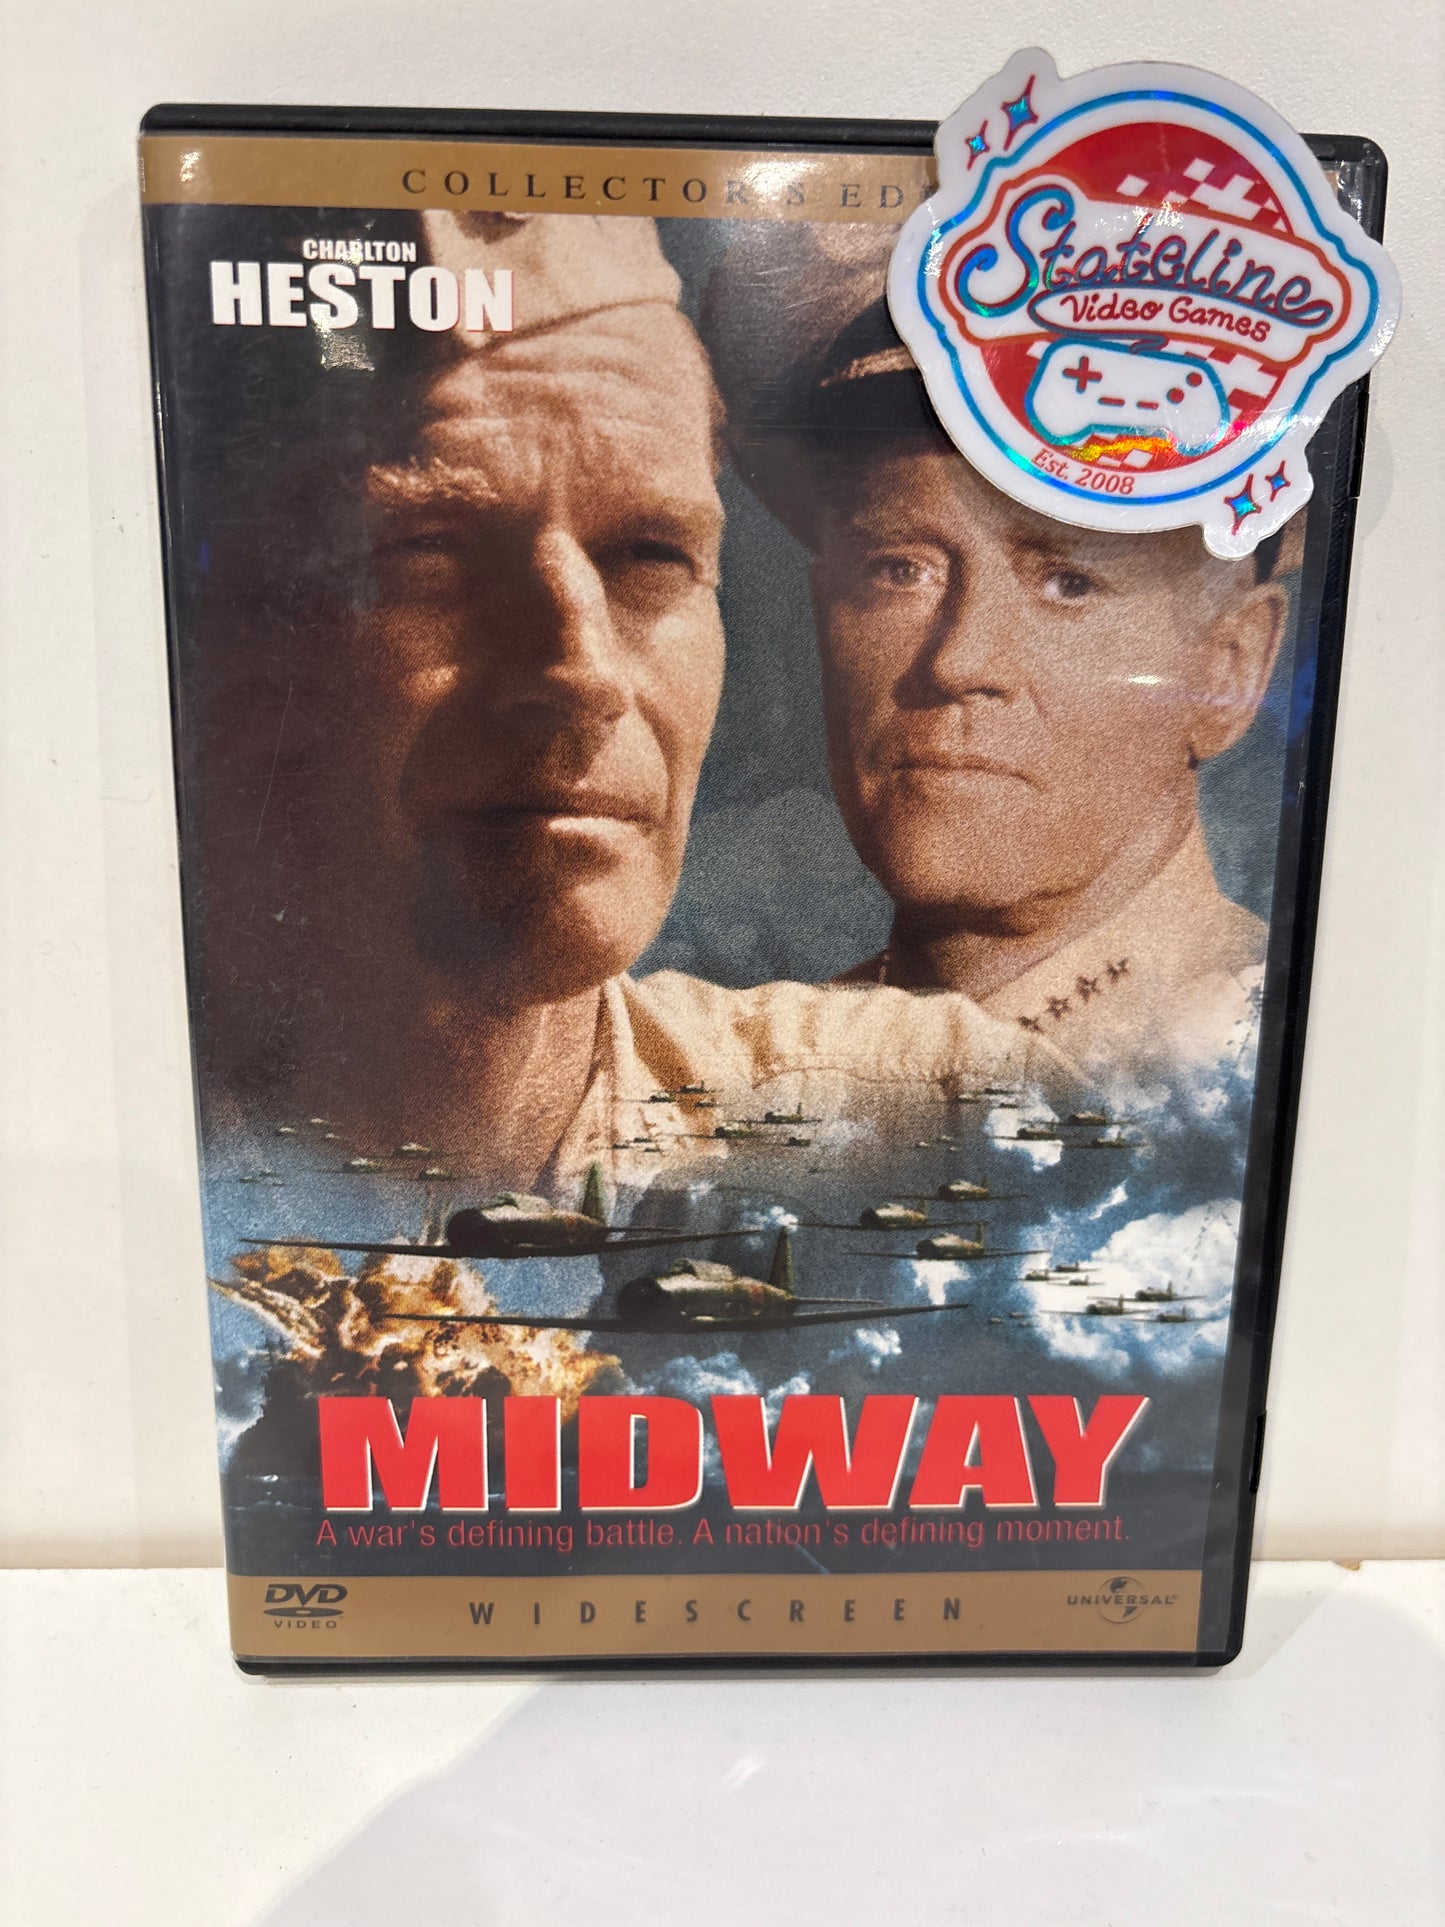 COLLECTOR'S
CHARLTON
HESTON
Stateline
Video Games
Est. 2008
MIDWAY
A war's defining battle. A nation's defining moment.
DVD
VIDEO
WIDESCREEN
UNIVERSAL